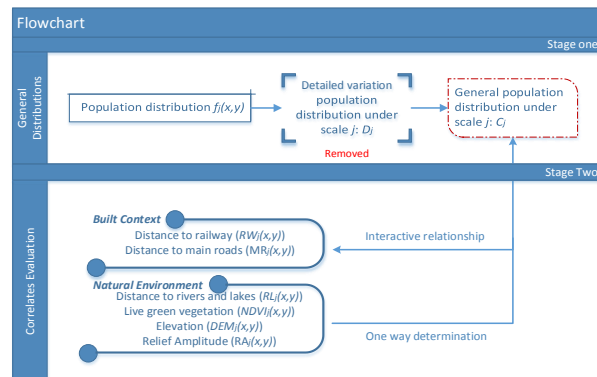 Flowchart
Stage one
General
Distributions
Population distribution fj(x,y)
Detailed variation
population
distribution under
scale j: Dj
Removed
General population
distribution under
scale j: Cj
Stage Two
Correlates Evaluation
Built Context
Distance to railway (RWj(x,y))
Distance to main roads (MRj(x,y))
Interactive relationship
Natural Environment
Distance to rivers and lakes (RLj(x,y))
Live green vegetation (NDVIj(x,y))
Elevation (DEMj(x,y))
Relief Amplitude (RAj(x,y))
One way determination